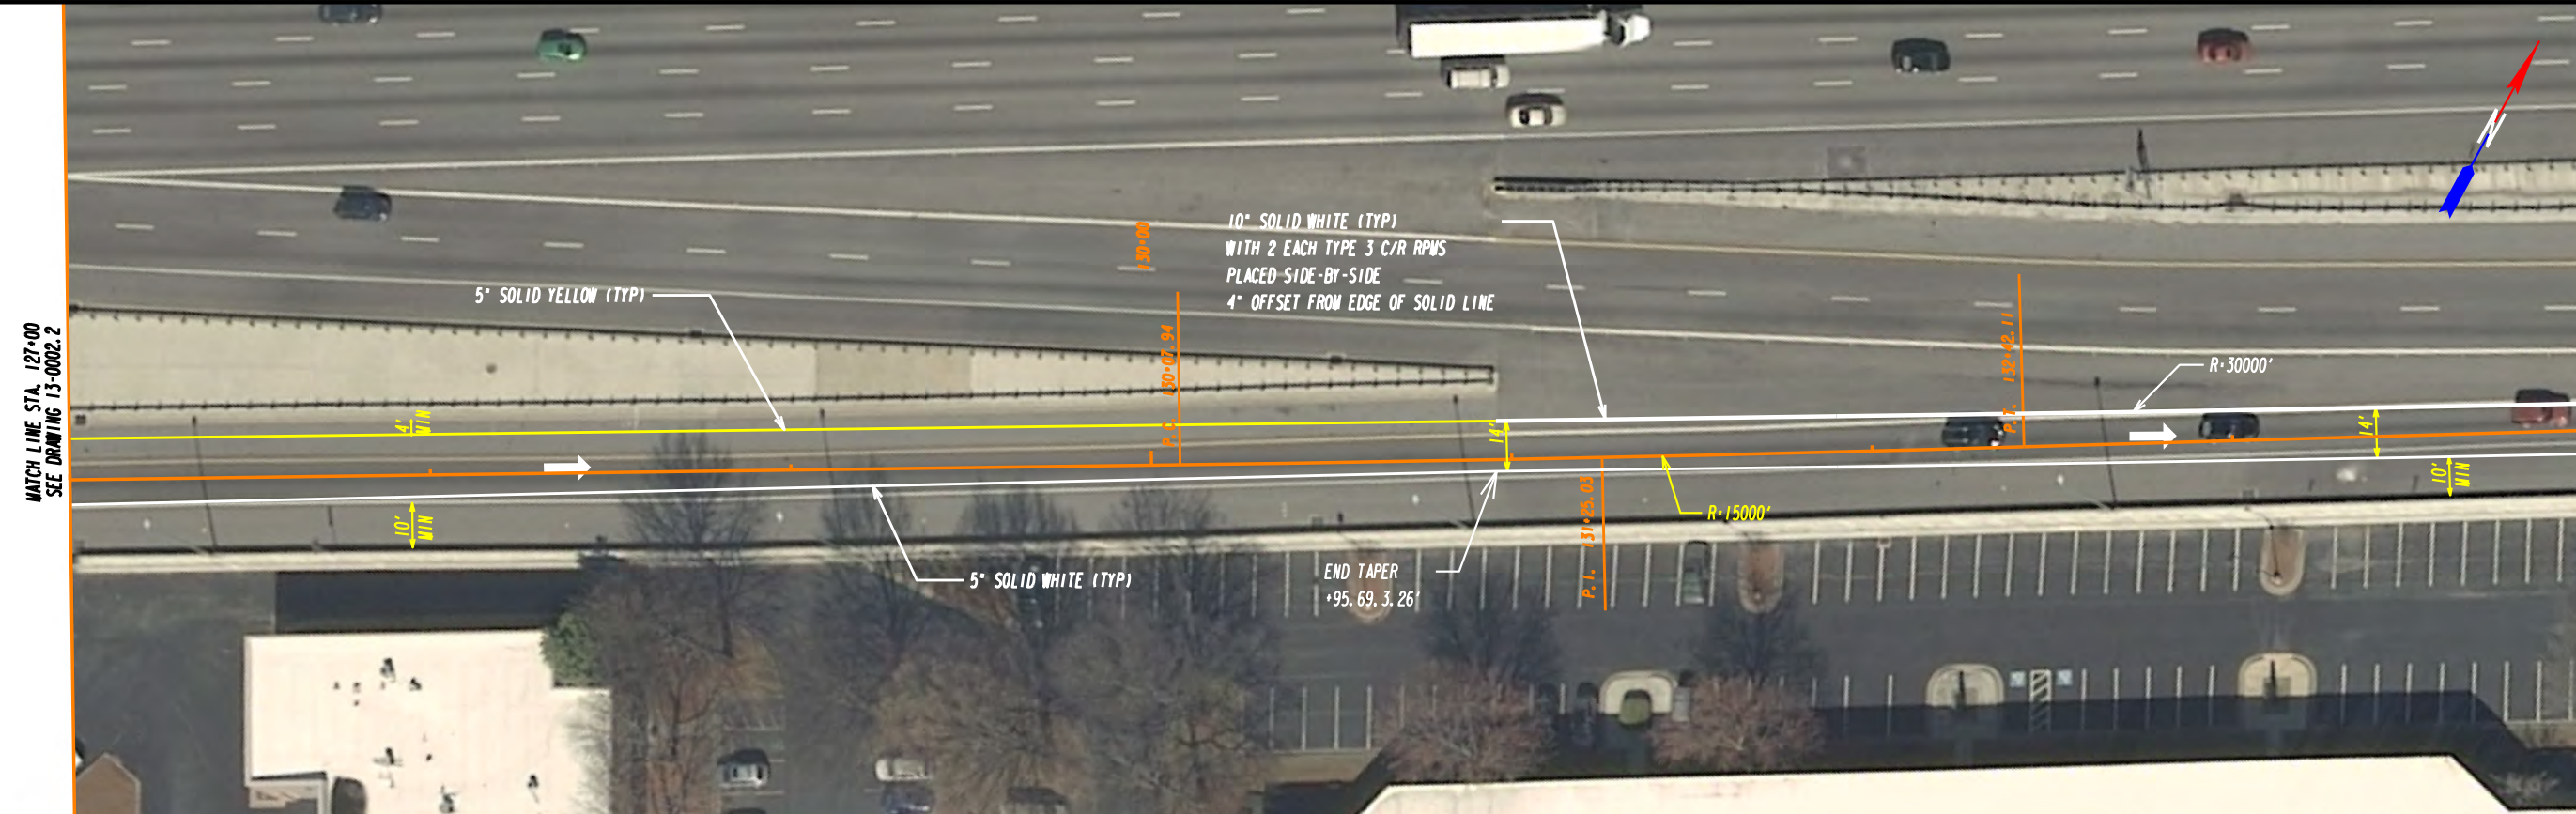 MATCH LINE STA. 127+00
SEE DRAWING 13-0002.2
5" SOLID YELLOW (TYP)
4'
MIN
10'
MIN
130+00
P.C. 130+07.94
10" SOLID WHITE (TYP)
WITH 2 EACH TYPE 3 C/R RPMS
PLACED SIDE-BY-SIDE
4" OFFSET FROM EDGE OF SOLID LINE
14'
5" SOLID WHITE (TYP)
END TAPER
+95.69, 3.26'
P.I. 131+25.03
R=15000'
P.T. 132+42.11
R=30000'
14'
10'
MIN
N